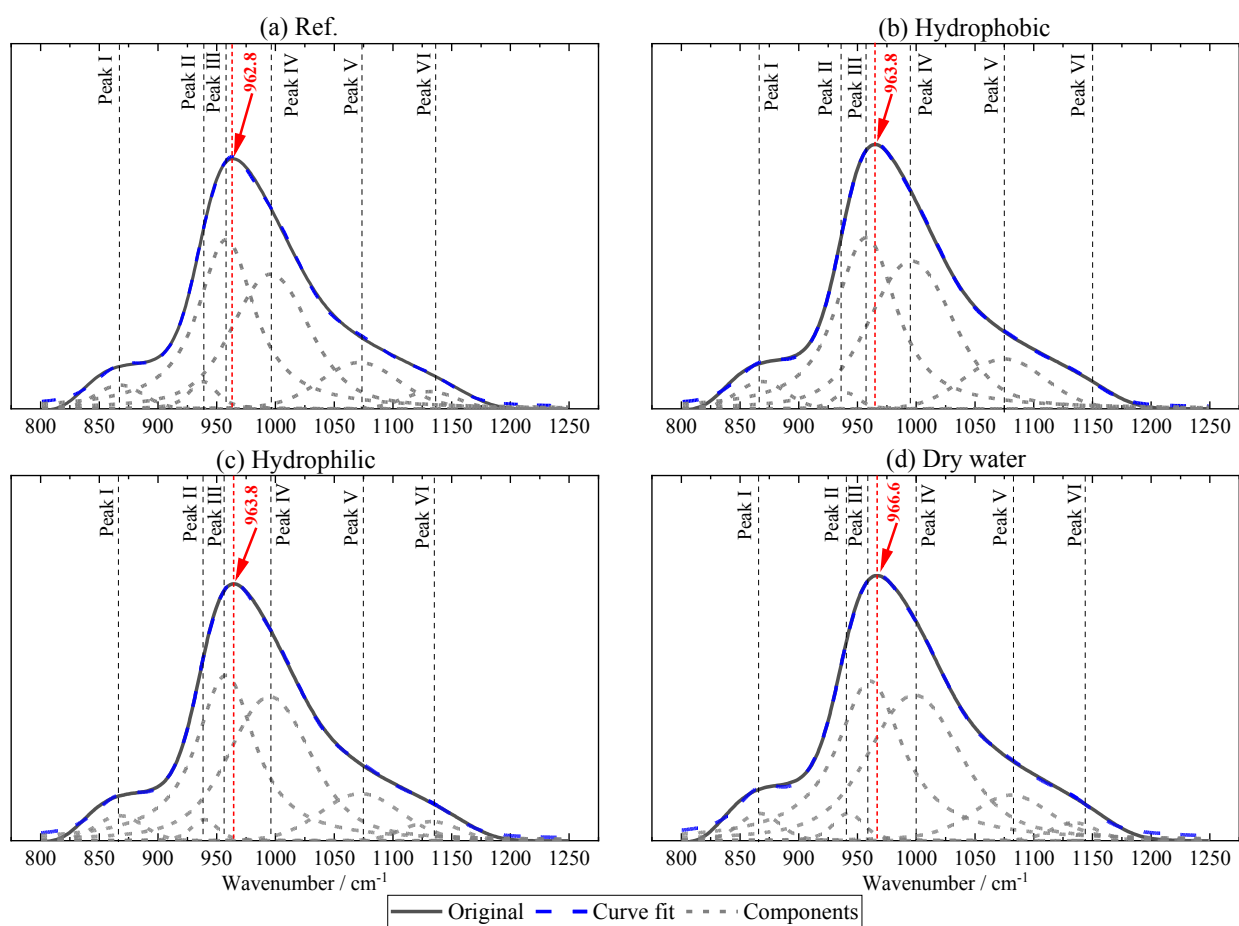 (a) Ref.
Peak I
Peak II
Peak III
962.8
Peak IV
Peak V
Peak VI
800 850 900 950 1000 1050 1100 1150 1200 1250
(b) Hydrophobic
Peak I
Peak II
Peak III
963.8
Peak IV
Peak V
Peak VI
800 850 900 950 1000 1050 1100 1150 1200 1250
(c) Hydrophilic
Peak I
Peak II
Peak III
963.8
Peak IV
Peak V
Peak VI
800 850 900 950 1000 1050 1100 1150 1200 1250
Wavenumber / cm⁻¹
(d) Dry water
Peak I
Peak II
Peak III
966.6
Peak IV
Peak V
Peak VI
800 850 900 950 1000 1050 1100 1150 1200 1250
Wavenumber / cm⁻¹
Original Curve fit Components